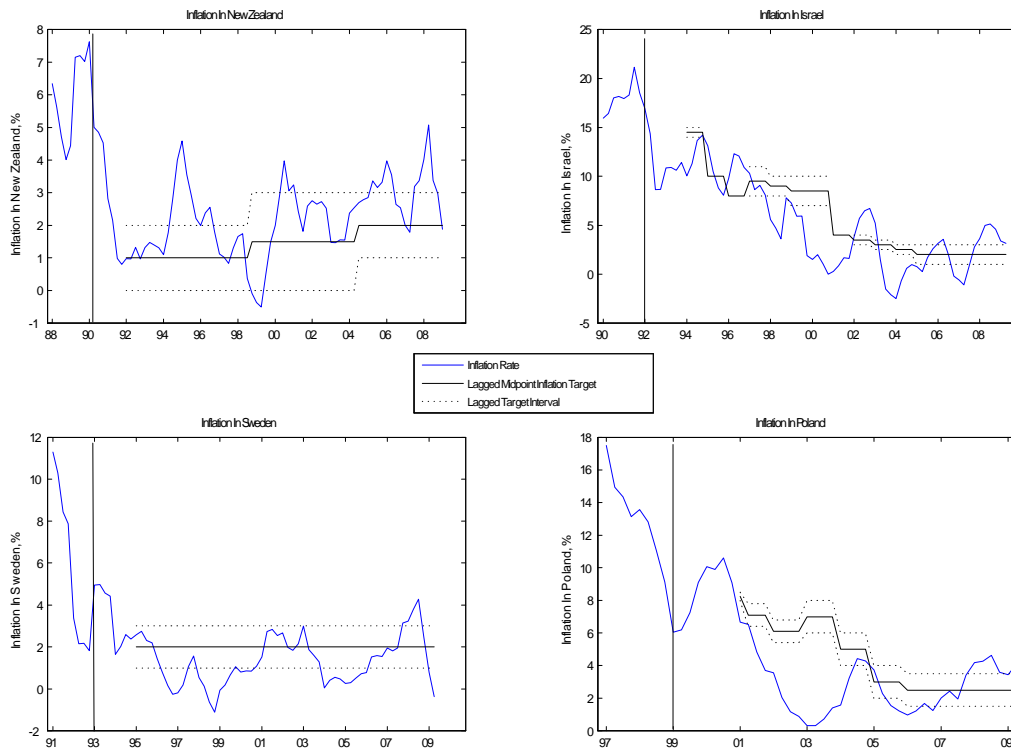 Inflation In New Zealand
Inflation In New Zealand, %
8
7
6
5
4
3
2
1
0
-1
88 90 92 94 96 98 00 02 04 06 08
Inflation In Israel
Inflation In Israel, %
25
20
15
10
5
0
-5
90 92 94 96 98 00 02 04 06 08
Inflation Rate
Lagged Midpoint Inflation Target
Lagged Target Interval
Inflation In Sweden
Inflation In Sweden, %
12
10
8
6
4
2
0
-2
91 93 95 97 99 01 03 05 07 09
Inflation In Poland
Inflation In Poland, %
18
16
14
12
10
8
6
4
2
0
97 99 01 03 05 07 09